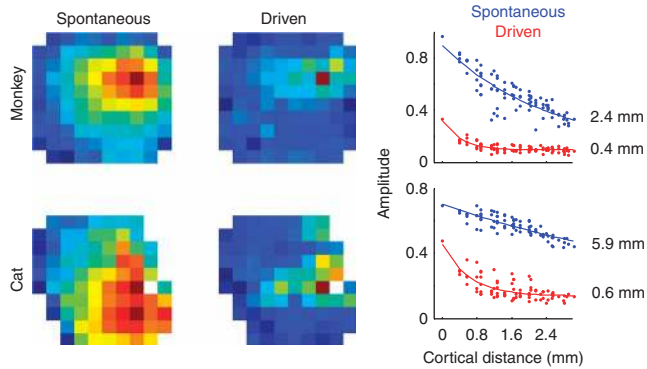 Spontaneous
Driven
Monkey
Cat
Spontaneous
Driven
Amplitude
0.8
0.4
0
2.4 mm
0.4 mm
0.8
0.4
0
5.9 mm
0.6 mm
0 0.8 1.6 2.4
Cortical distance (mm)